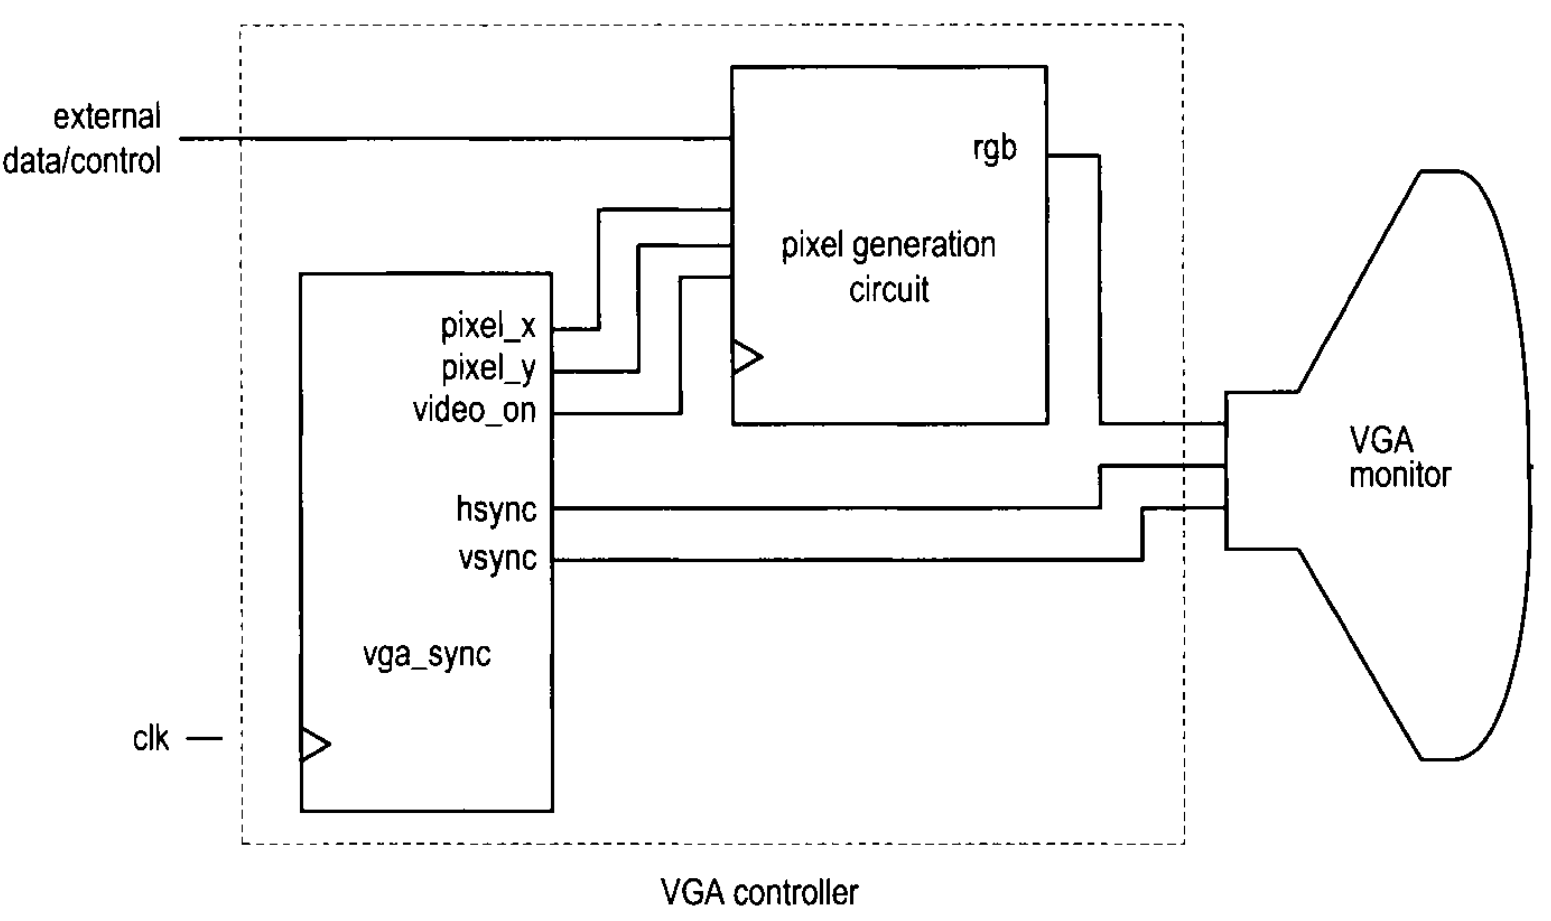 external
data/control
rgb
pixel generation
circuit
pixel_x
pixel_y
video_on
hsync
vsync
vga_sync
clk
VGA
monitor
VGA controller